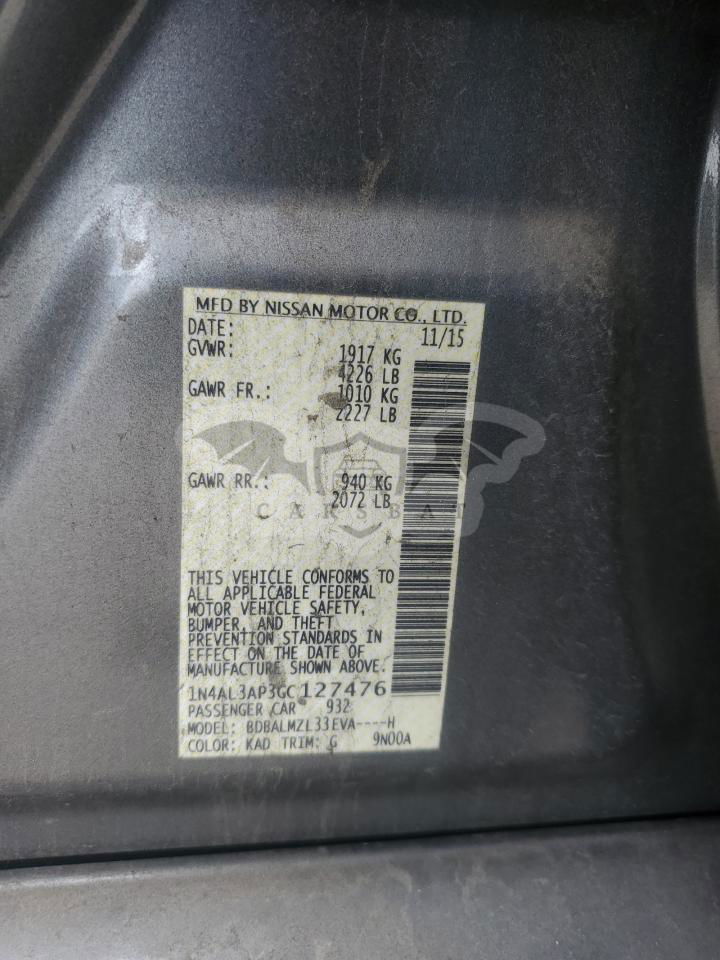 MFD BY NISSAN MOTOR CO., LTD.
DATE: 11/15
GVWR: 1917 KG
4226 LB
GAWR FR.: 1010 KG
2227 LB
GAWR RR.: 940 KG
2072 LB
CARSBAT
THIS VEHICLE CONFORMS TO
ALL APPLICABLE FEDERAL
MOTOR VEHICLE SAFETY,
BUMPER, AND THEFT
PREVENTION STANDARDS IN
EFFECT ON THE DATE OF
MANUFACTURE SHOWN ABOVE.
1N4AL3AP3GC127476
PASSENGER CAR 932
MODEL: BDBALMZL33EVA----H
COLOR: KAD TRIM: G 9N00A